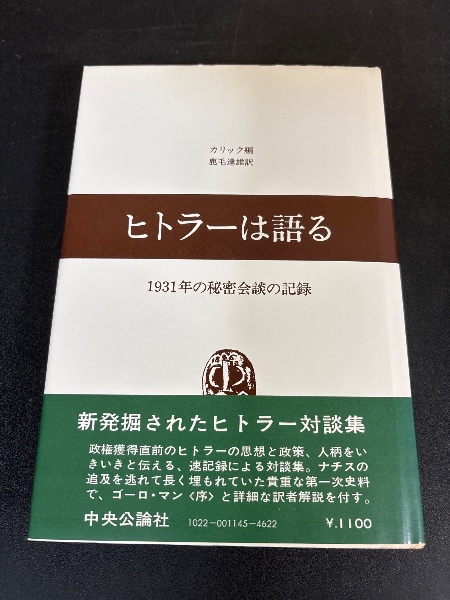 カリック編
鹿毛達雄訳
ヒトラーは語る
1931年の秘密会談の記録
新発掘されたヒトラー対談集
政権獲得直前のヒトラーの思想と政策、人柄をい
きいきと伝える、速記録による対談集。ナチスの
追及を逃れて長く埋もれていた貴重な第一次史料
で、ゴーロ・マン〈序〉と詳細な訳者解説を付す。
中央公論社 1022-001145-4622 ¥.1100